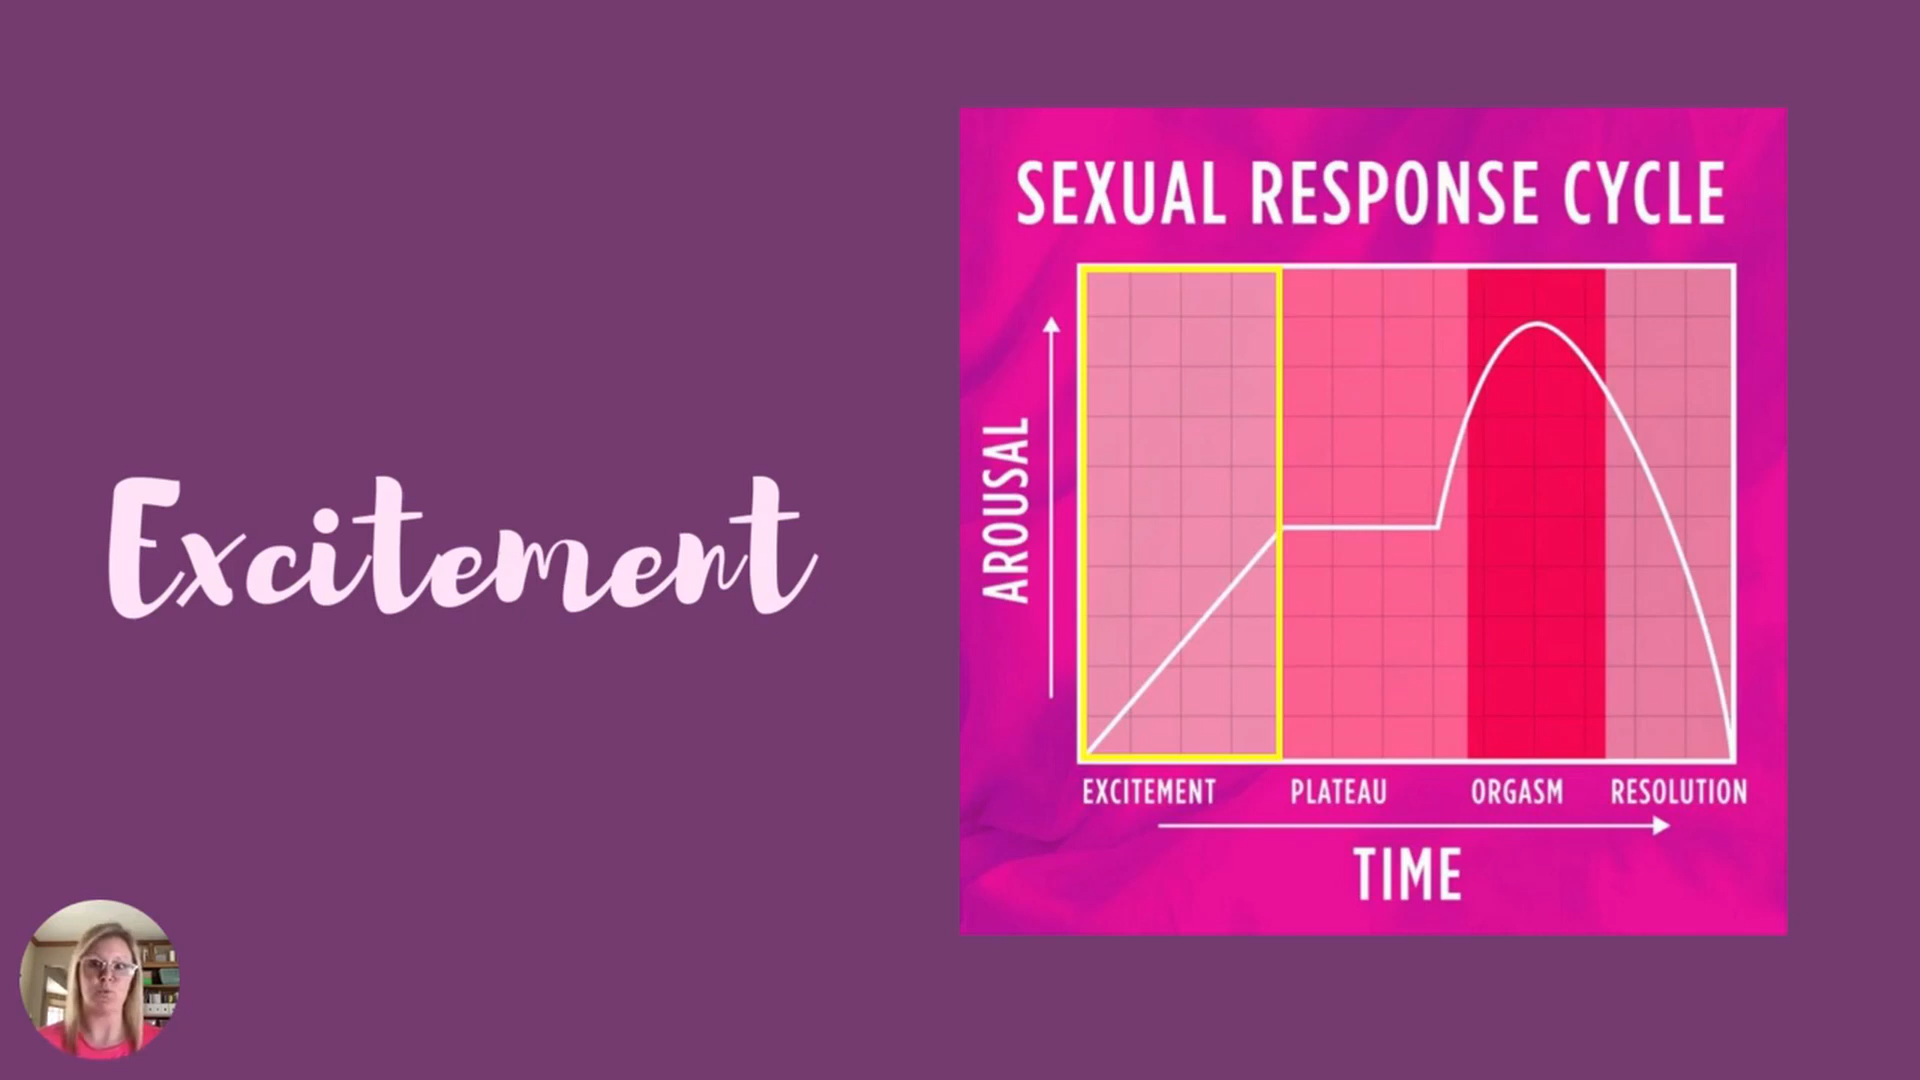 Excitement
SEXUAL RESPONSE CYCLE
AROUSAL
EXCITEMENT PLATEAU ORGASM RESOLUTION
TIME